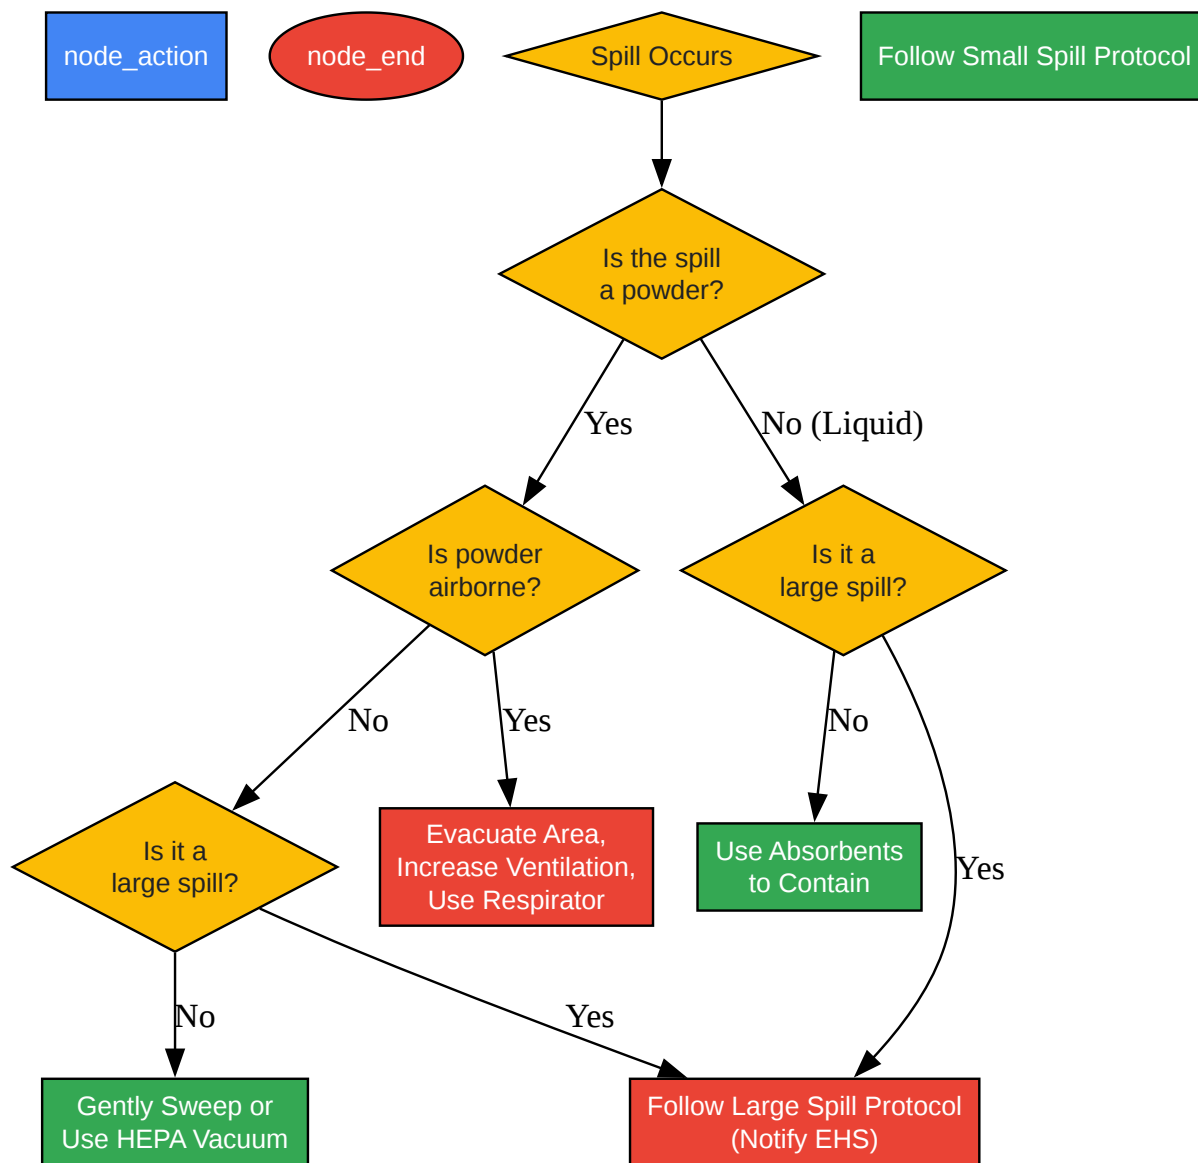 node_action
node_end
Spill Occurs
Follow Small Spill Protocol
Is the spill
a powder?
Yes
No (Liquid)
Is powder
airborne?
Is it a
large spill?
No
Yes
No
Yes
Is it a
large spill?
Evacuate Area,
Increase Ventilation,
Use Respirator
Use Absorbents
to Contain
No
Yes
Gently Sweep or
Use HEPA Vacuum
Follow Large Spill Protocol
(Notify EHS)